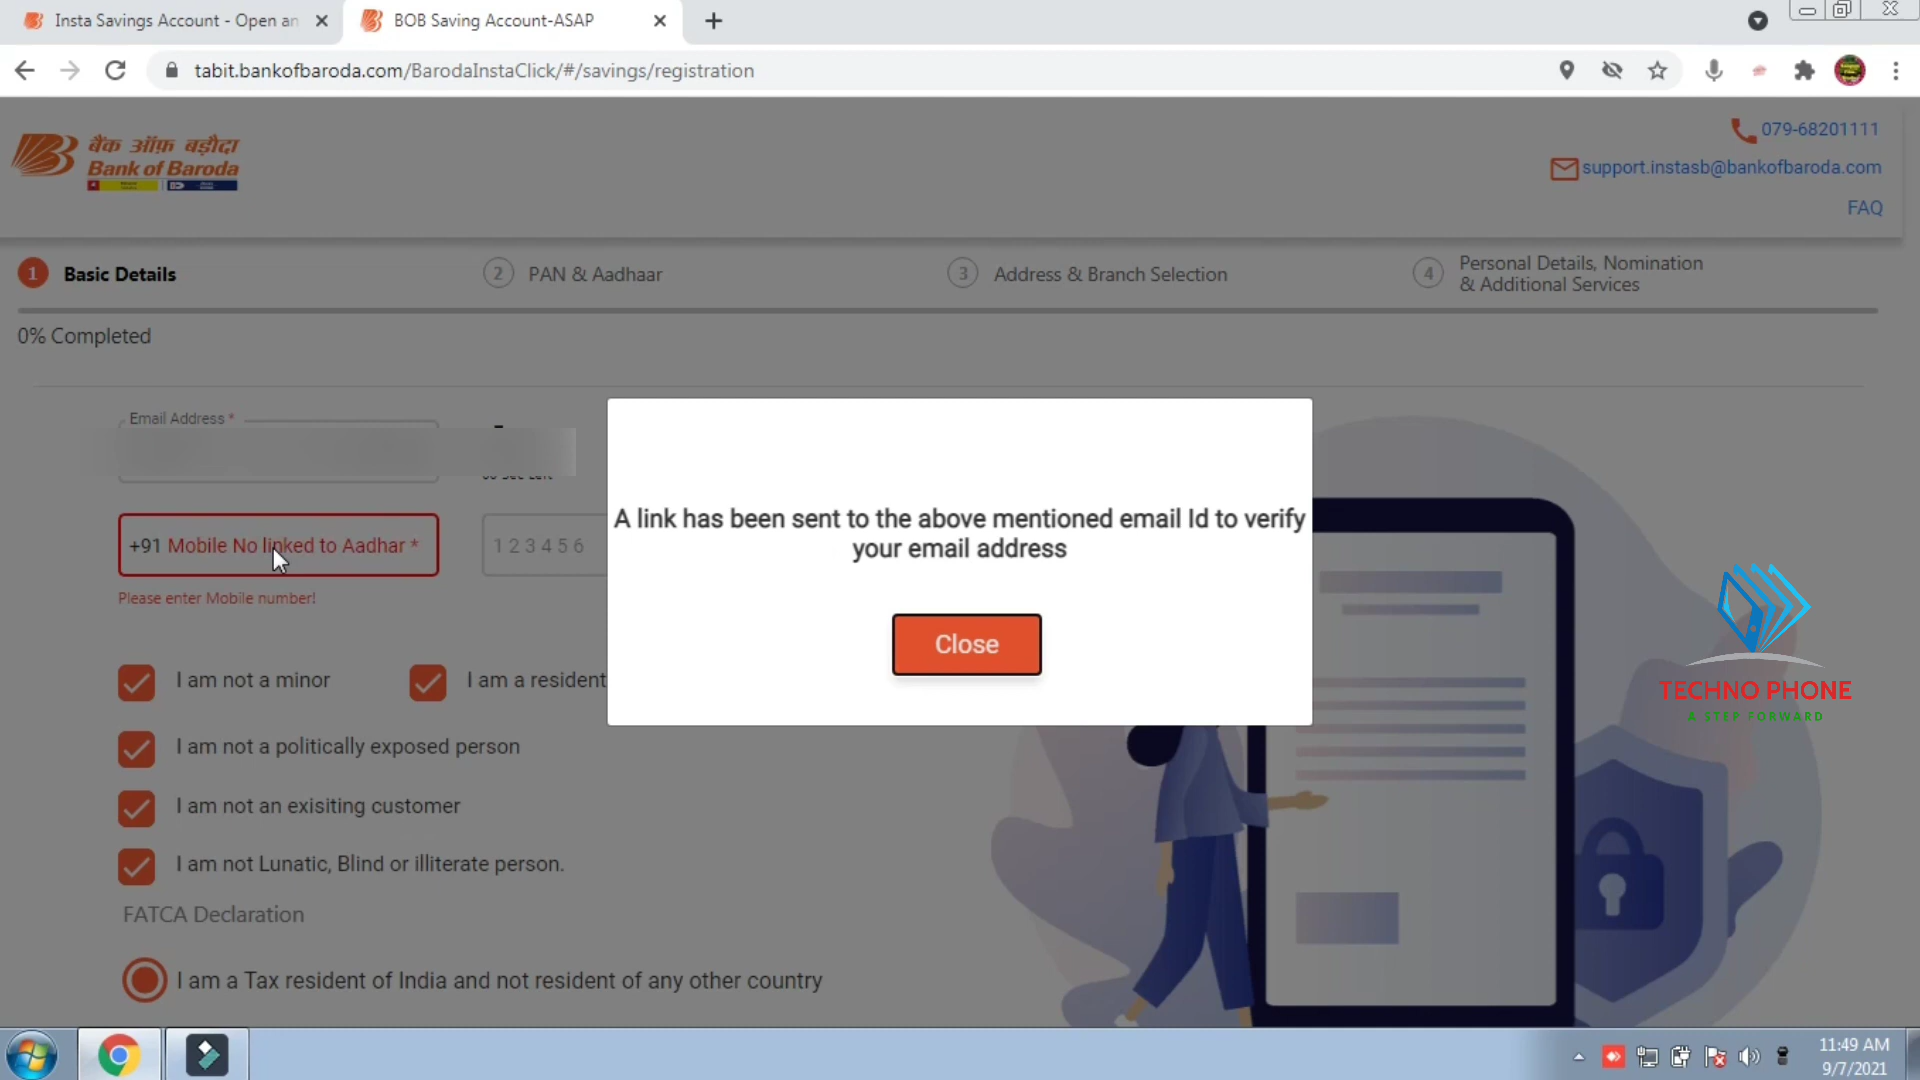 Insta Savings Account - Open an
BOB Saving Account-ASAP
tabit.bankofbaroda.com/BarodaInstaClick/#/savings/registration
बैंक ऑफ़ बड़ौदा
Bank of Baroda
079-68201111
support.instasb@bankofbaroda.com
FAQ
1 Basic Details
2 PAN & Aadhaar
3 Address & Branch Selection
4 Personal Details, Nomination
& Additional Services
0% Completed
Email Address *
+91 Mobile No linked to Aadhar *
1 2 3 4 5 6
Please enter Mobile number!
A link has been sent to the above mentioned email Id to verify
your email address
Close
I am not a minor
I am a resident
I am not a politically exposed person
I am not an exisiting customer
I am not Lunatic, Blind or illiterate person.
FATCA Declaration
I am a Tax resident of India and not resident of any other country
TECHNO PHONE
A STEP FORWARD
11:49 AM
9/7/2021